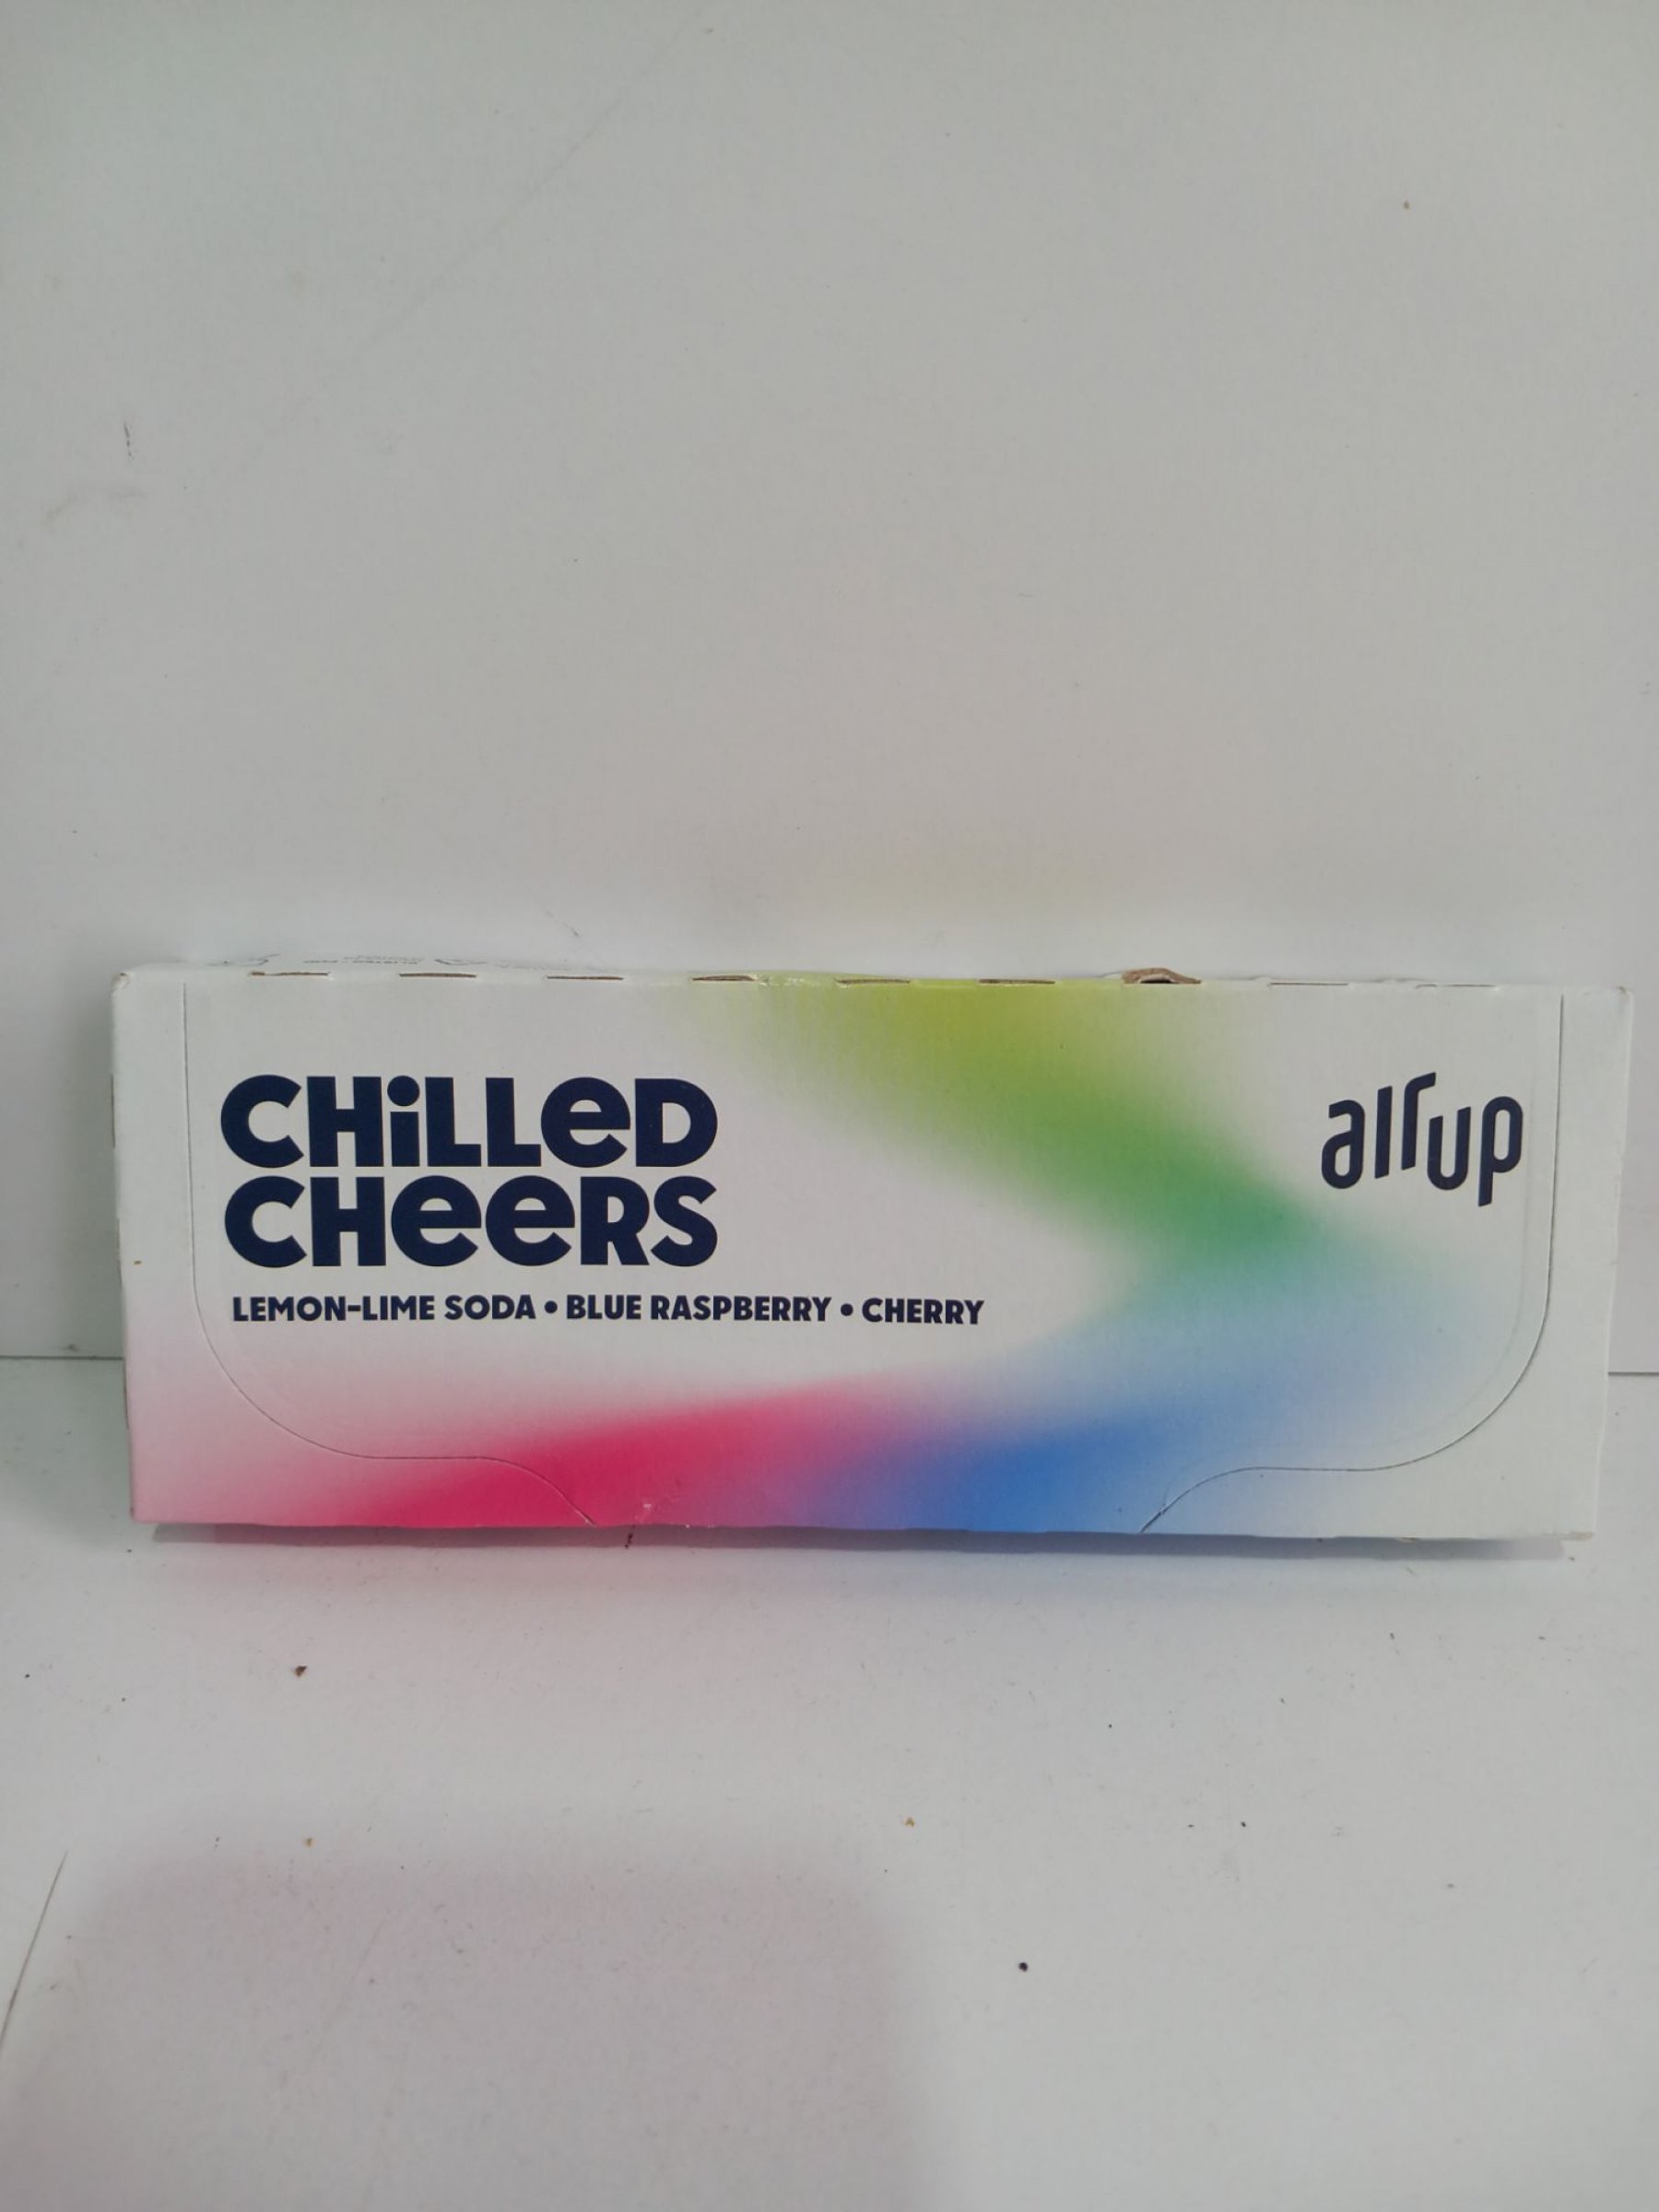 CHiLLeD
CHeeRS
LEMON-LIME SODA • BLUE RASPBERRY • CHERRY
air up